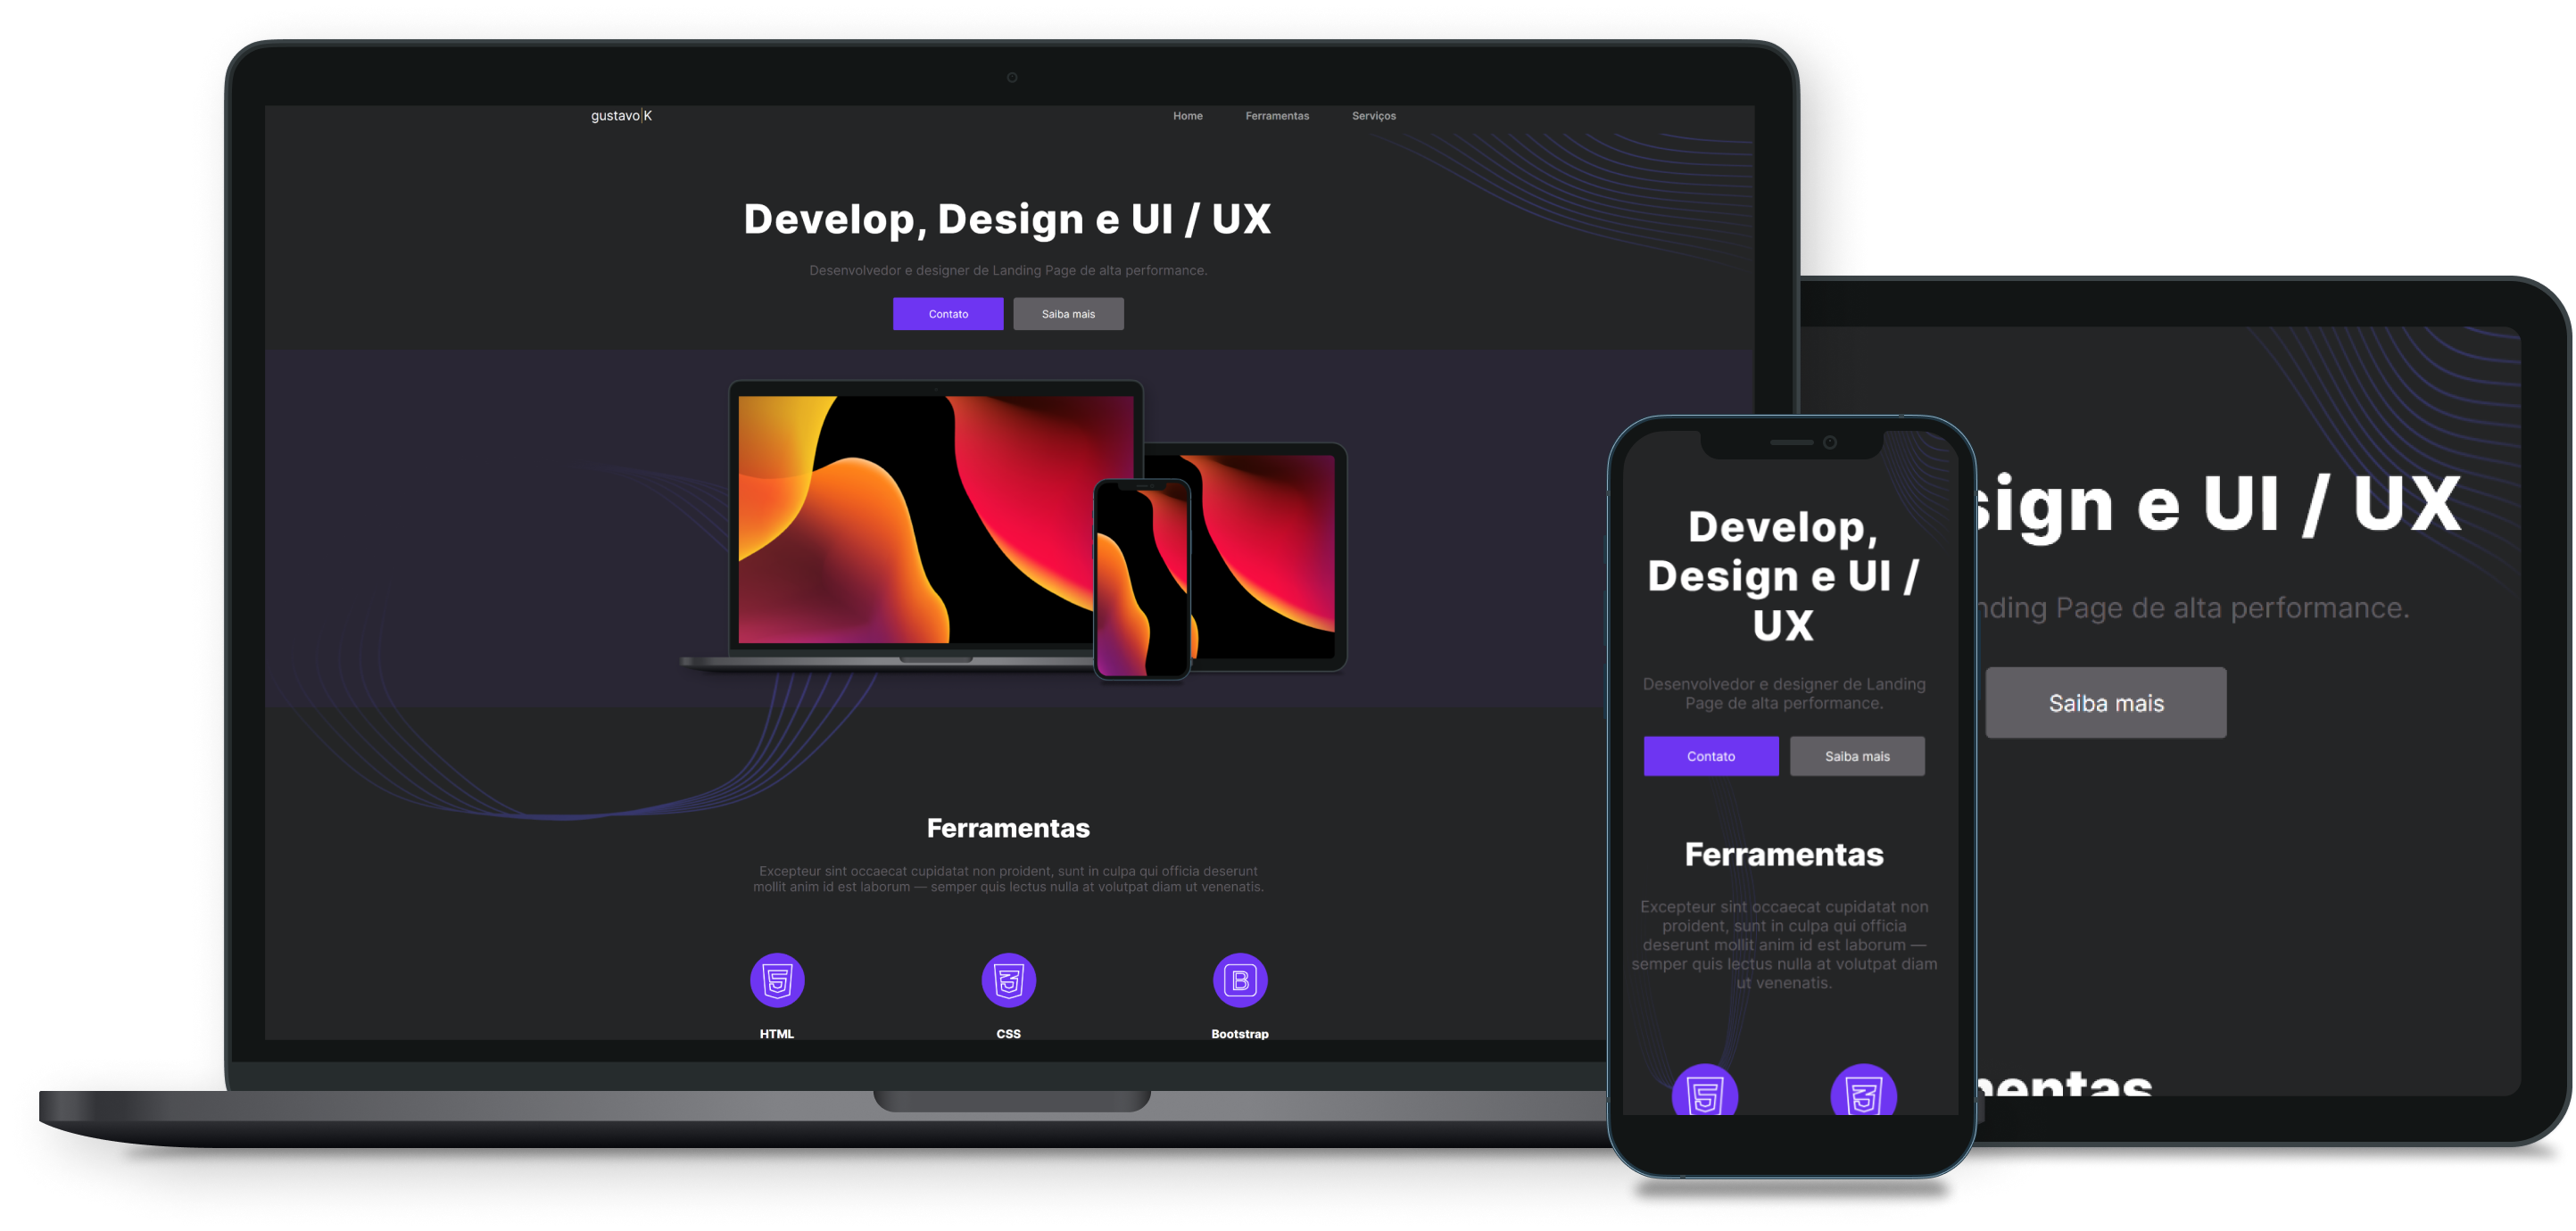 gustavo|K
Home
Ferramentas
Serviços
Develop, Design e UI / UX
Desenvolvedor e designer de Landing Page de alta performance.
Contato
Saiba mais
Ferramentas
Excepteur sint occaecat cupidatat non proident, sunt in culpa qui officia deserunt
mollit anim id est laborum — semper quis lectus nulla at volutpat diam ut venenatis.
HTML
CSS
Bootstrap
Develop,
Design e UI /
UX
Desenvolvedor e designer de Landing
Page de alta performance.
Contato
Saiba mais
Ferramentas
Excepteur sint occaecat cupidatat non
proident, sunt in culpa qui officia
deserunt mollit anim id est laborum —
semper quis lectus nulla at volutpat diam
ut venenatis.
sign e UI / UX
nding Page de alta performance.
Saiba mais
mentas